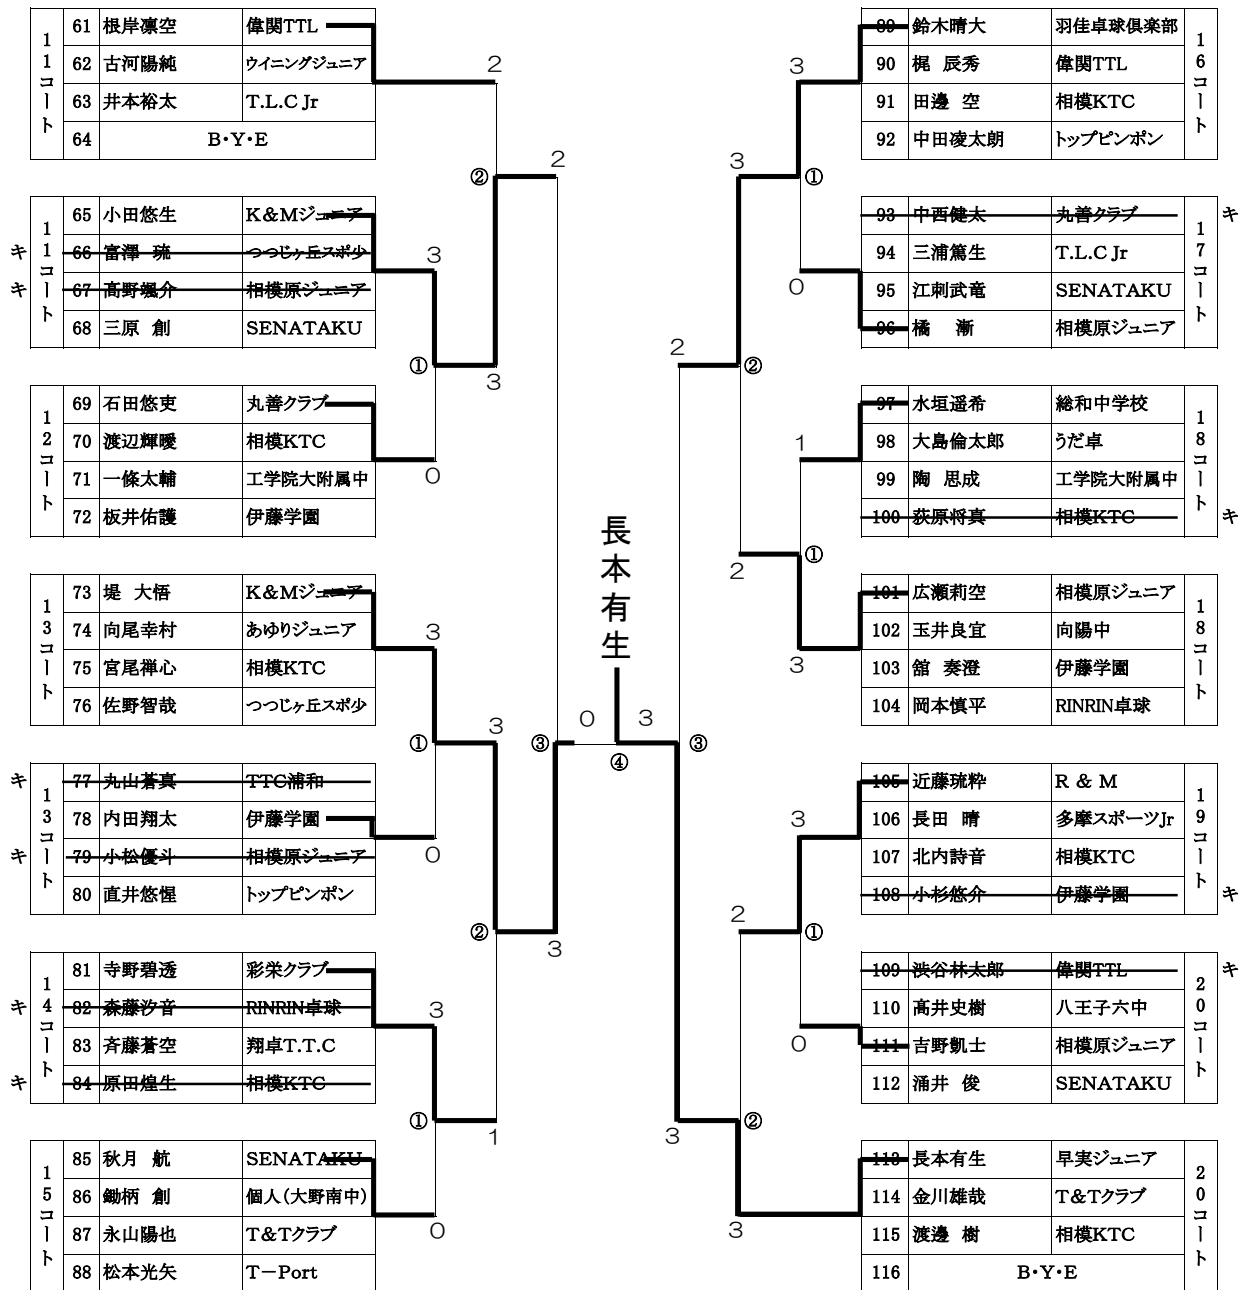 11コート
61 根岸凛空 偉関TTL
62 古河陽純 ウイニングジュニア
63 井本裕太 T.L.C Jr
64 B・Y・E
11コート
65 小田悠生 K&Mジュニア
キ 66 富澤 琉 つつじヶ丘スポ少
キ 67 高野颯介 相模原ジュニア
68 三原 創 SENATAKU
12コート
69 石田悠吏 丸善クラブ
70 渡辺輝暖 相模KTC
71 一條太輔 工学院大附属中
72 板井佑護 伊藤学園
13コート
73 堤 大悟 K&Mジュニア
74 向尾幸村 あゆりジュニア
75 宮尾禅心 相模KTC
76 佐野智哉 つつじヶ丘スポ少
13コート
キ 77 丸山蒼真 TTC浦和
78 内田翔太 伊藤学園
キ 79 小松優斗 相模原ジュニア
80 直井悠惺 トップピンポン
14コート
81 寺野碧透 彩栄クラブ
キ 82 森藤汐音 RINRIN卓球
83 斉藤蒼空 翔卓T.T.C
キ 84 原田煌生 相模KTC
15コート
85 秋月 航 SENATAKU
86 鋤柄 創 個人(大野南中)
87 永山陽也 T&Tクラブ
88 松本光矢 T-Port
2
② 2
3
① 3
0
3
① 3
0
② 3
3
① 1
0
③ 0
長本有生
④
3 ③
2
3
3 ①
0
②
1
2 ①
3
3
2 ①
0
3 ②
3
16コート
89 鈴木晴大 羽佳卓球倶楽部
90 梶 辰秀 偉関TTL
91 田邊 空 相模KTC
92 中田凌太朗 トップピンポン
17コート
93 中西健太 丸善クラブ キ
94 三浦篤生 T.L.C Jr
95 江刺武竜 SENATAKU
96 橘 漸 相模原ジュニア
18コート
97 水垣遥希 総和中学校
98 大島倫太郎 うだ卓
99 陶 思成 工学院大附属中
100 荻原将真 相模KTC キ
18コート
101 広瀬莉空 相模原ジュニア
102 玉井良宜 向陽中
103 舘 奏澄 伊藤学園
104 岡本慎平 RINRIN卓球
19コート
105 近藤琉粋 R & M
106 長田 晴 多摩スポーツJr
107 北内詩音 相模KTC
108 小杉悠介 伊藤学園 キ
20コート
109 渋谷林太郎 偉関TTL キ
110 高井史樹 八王子六中
111 吉野凱士 相模原ジュニア
112 涌井 俊 SENATAKU
20コート
113 長本有生 早実ジュニア
114 金川雄哉 T&Tクラブ
115 渡邊 樹 相模KTC
116 B・Y・E